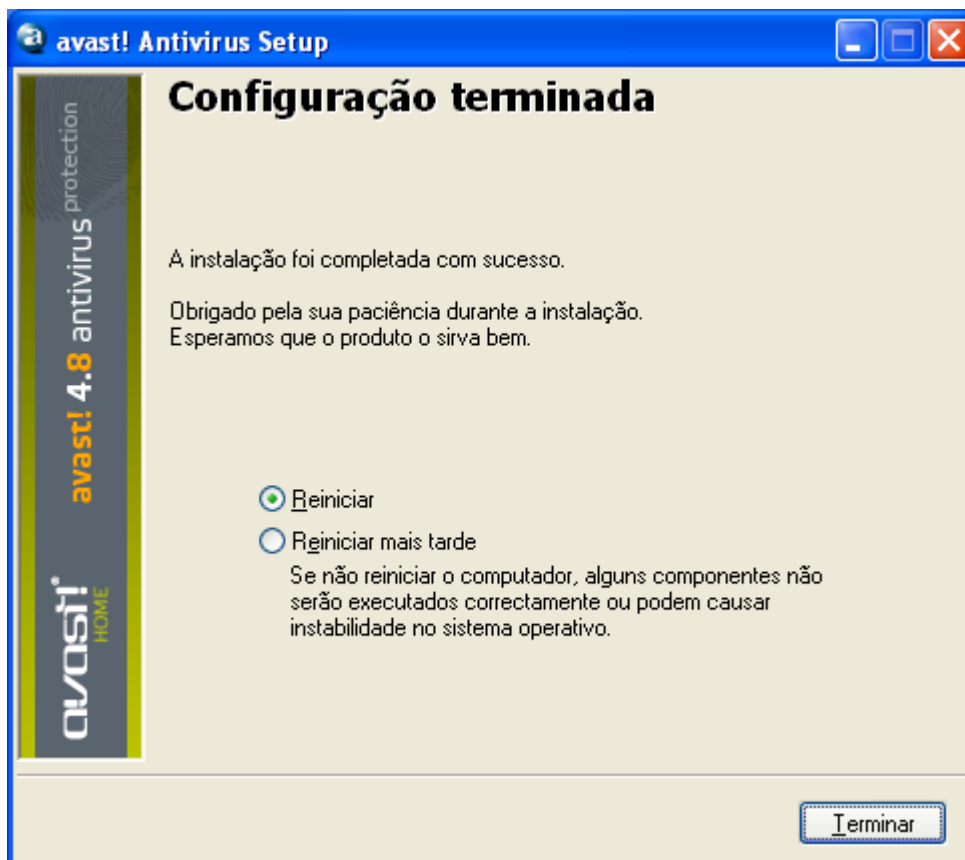 avast! Antivirus Setup
Configuração terminada
A instalação foi completada com sucesso.
Obrigado pela sua paciência durante a instalação.
Esperamos que o produto o sirva bem.
Reiniciar
Reiniciar mais tarde
Se não reiniciar o computador, alguns componentes não
serão executados correctamente ou podem causar
instabilidade no sistema operativo.
avast! 4.8 antivirus protection
avast!
HOME
Terminar